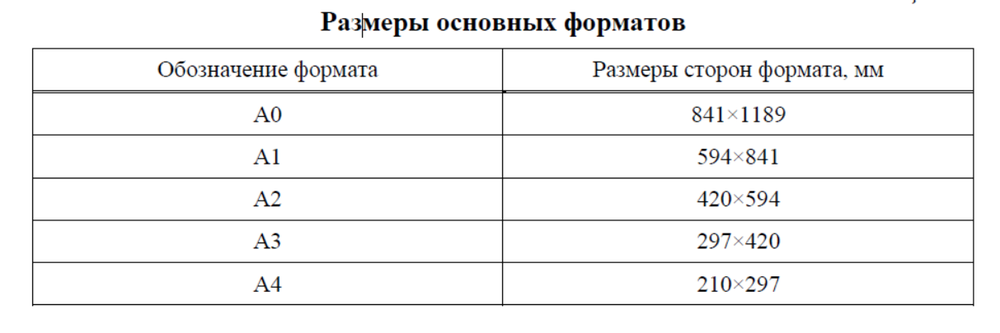 Размеры основных форматов
Обозначение формата Размеры сторон формата, мм
А0 841×1189
А1 594×841
А2 420×594
А3 297×420
А4 210×297